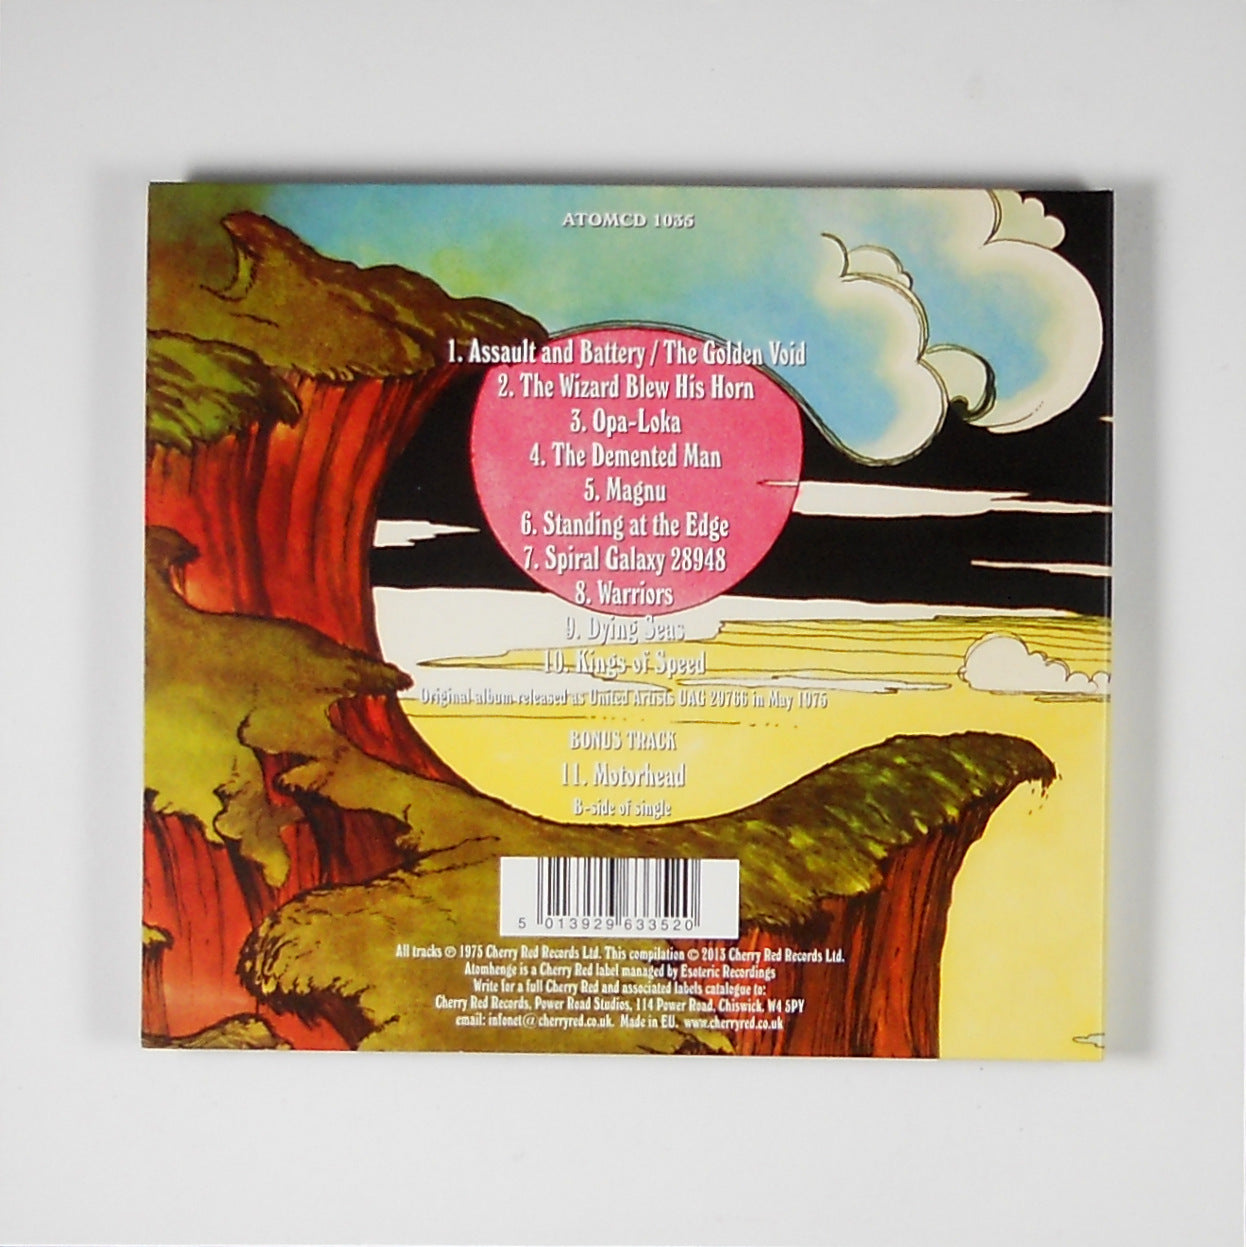 ATOMCD 1035
1. Assault and Battery / The Golden Void
2. The Wizard Blew His Horn
3. Opa-Loka
4. The Demented Man
5. Magnu
6. Standing at the Edge
7. Spiral Galaxy 28948
8. Warriors
9. Dying Seas
10. Kings of Speed
Original album released as United Artists UAG 29766 in May 1975
BONUS TRACK
11. Motorhead
B-side of single
5 013929 633520
All tracks ℗ 1975 Cherry Red Records Ltd. This compilation © 2013 Cherry Red Records Ltd.
Atomhenge is a Cherry Red label managed by Esoteric Recordings
Write for a full Cherry Red and associated labels catalogue to:
Cherry Red Records, Power Road Studios, 114 Power Road, Chiswick, W4 5PY
email: infonet@cherryred.co.uk. Made in EU. www.cherryred.co.uk